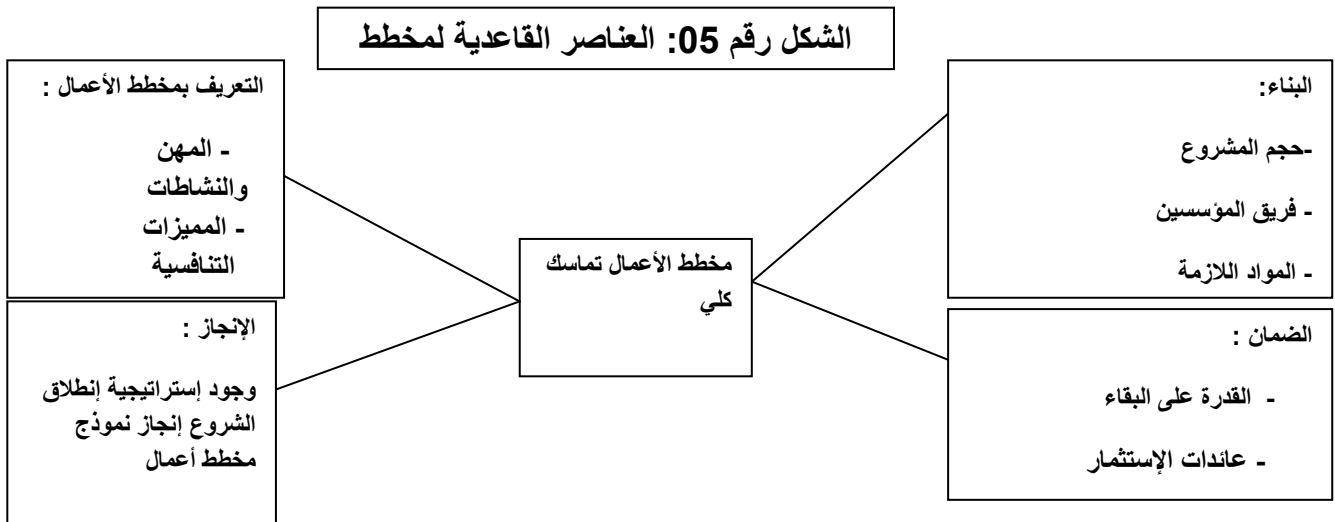 الشكل رقم 05: العناصر القاعدية لمخطط
البناء:
-حجم المشروع
- فريق المؤسسين
- المواد اللازمة
التعريف بمخطط الأعمال :
- المهن
والنشاطات
- المميزات
التنافسية
مخطط الأعمال تماسك
كلي
الضمان :
- القدرة على البقاء
- عائدات الإستثمار
الإنجاز :
وجود إستراتيجية إنطلاق
الشروع إنجاز نموذج
مخطط أعمال